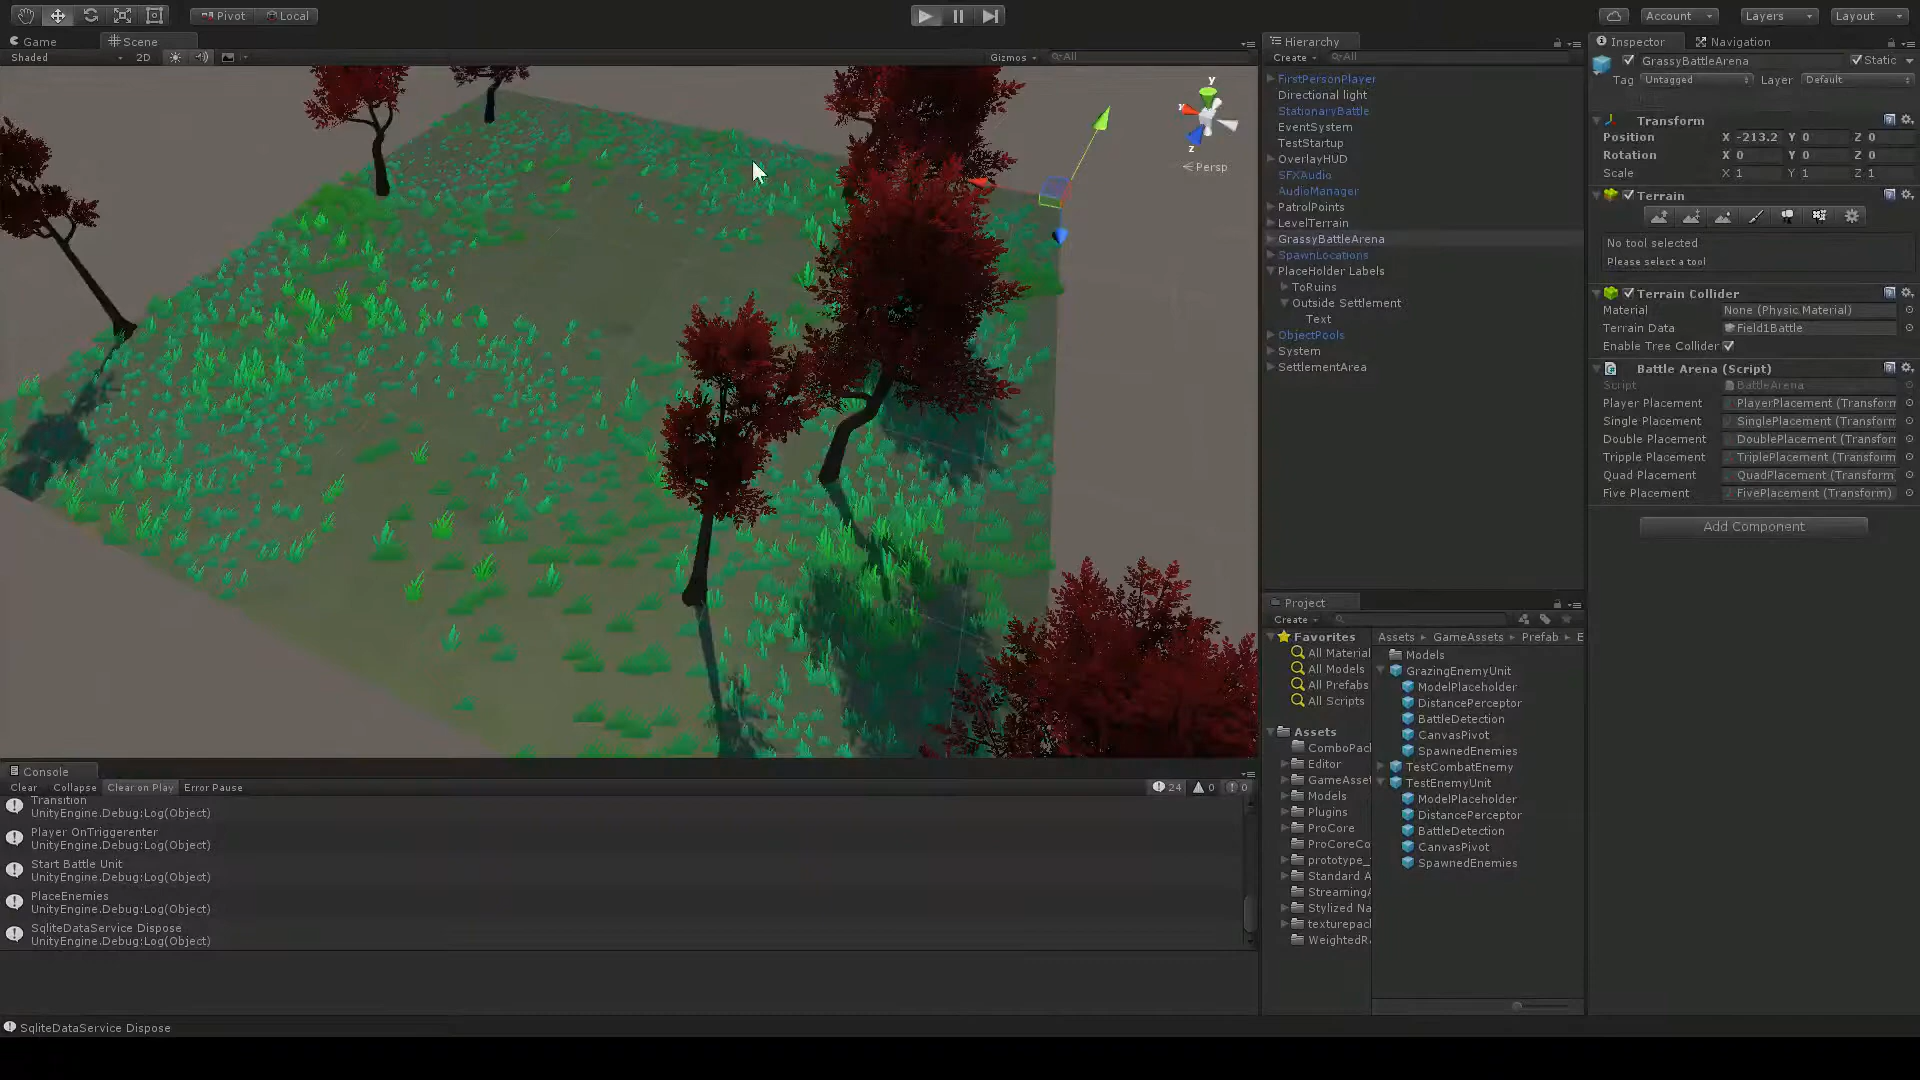 Pivot Local Account Layers Layout
Game Scene
Shaded 2D Gizmos All
y
x
z
Persp
Hierarchy
Create All
FirstPersonPlayer
Directional light
StationaryBattle
EventSystem
TestStartup
OverlayHUD
SFXAudio
AudioManager
PatrolPoints
LevelTerrain
GrassyBattleArena
SpawnLocations
PlaceHolder Labels
ToRuins
Outside Settlement
Text
ObjectPools
System
SettlementArea
Inspector Navigation
GrassyBattleArena Static
Tag Untagged Layer Default
Transform
Position X -213.2 Y 0 Z 0
Rotation X 0 Y 0 Z 0
Scale X 1 Y 1 Z 1
Terrain
No tool selected
Please select a tool
Terrain Collider
Material None (Physic Material)
Terrain Data Field1Battle
Enable Tree Collider
Battle Arena (Script)
Script BattleArena
Player Placement PlayerPlacement (Transform
Single Placement SinglePlacement (Transform
Double Placement DoublePlacement (Transform
Tripple Placement TriplePlacement (Transform
Quad Placement QuadPlacement (Transform
Five Placement FivePlacement (Transform)
Add Component
Project
Create
Favorites
All Material
All Models
All Prefabs
All Scripts
Assets
ComboPack
Editor
GameAsset
Models
Plugins
ProCore
ProCoreCo
prototype_
Standard A
StreamingA
Stylized Na
texturepac
WeightedR
Assets GameAssets Prefab E
Models
GrazingEnemyUnit
ModelPlaceholder
DistancePerceptor
BattleDetection
CanvasPivot
SpawnedEnemies
TestCombatEnemy
TestEnemyUnit
ModelPlaceholder
DistancePerceptor
BattleDetection
CanvasPivot
SpawnedEnemies
Console
Clear Collapse Clear on Play Error Pause 24 0 0
Transition
UnityEngine.Debug:Log(Object)
Player OnTriggerenter
UnityEngine.Debug:Log(Object)
Start Battle Unit
UnityEngine.Debug:Log(Object)
PlaceEnemies
UnityEngine.Debug:Log(Object)
SqliteDataService Dispose
UnityEngine.Debug:Log(Object)
SqliteDataService Dispose